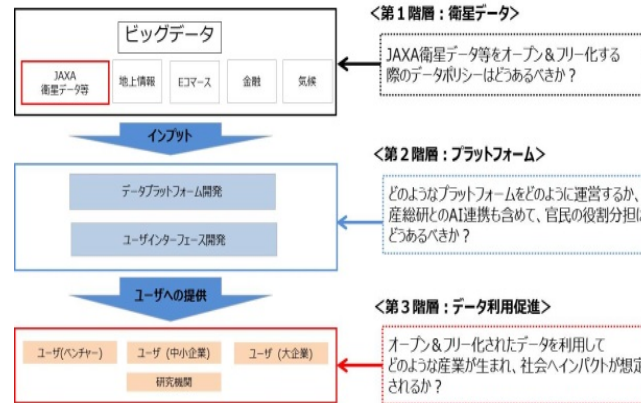 <第1階層:衛星データ>
ビッグデータ
JAXA
衛星データ等
地上情報
Eコマース
金融
気候
JAXA衛星データ等をオープン&フリー化する
際のデータポリシーはどうあるべきか?
インプット
<第2階層:プラットフォーム>
データプラットフォーム開発
ユーザインターフェース開発
どのようなプラットフォームをどのように運営するか、
産総研とのAI連携も含めて、官民の役割分担は
どうあるべきか?
ユーザへの提供
<第3階層:データ利用促進>
ユーザ(ベンチャー)
ユーザ (中小企業)
ユーザ (大企業)
研究機関
オープン&フリー化されたデータを利用して
どのような産業が生まれ、社会へインパクトが想定
されるか?